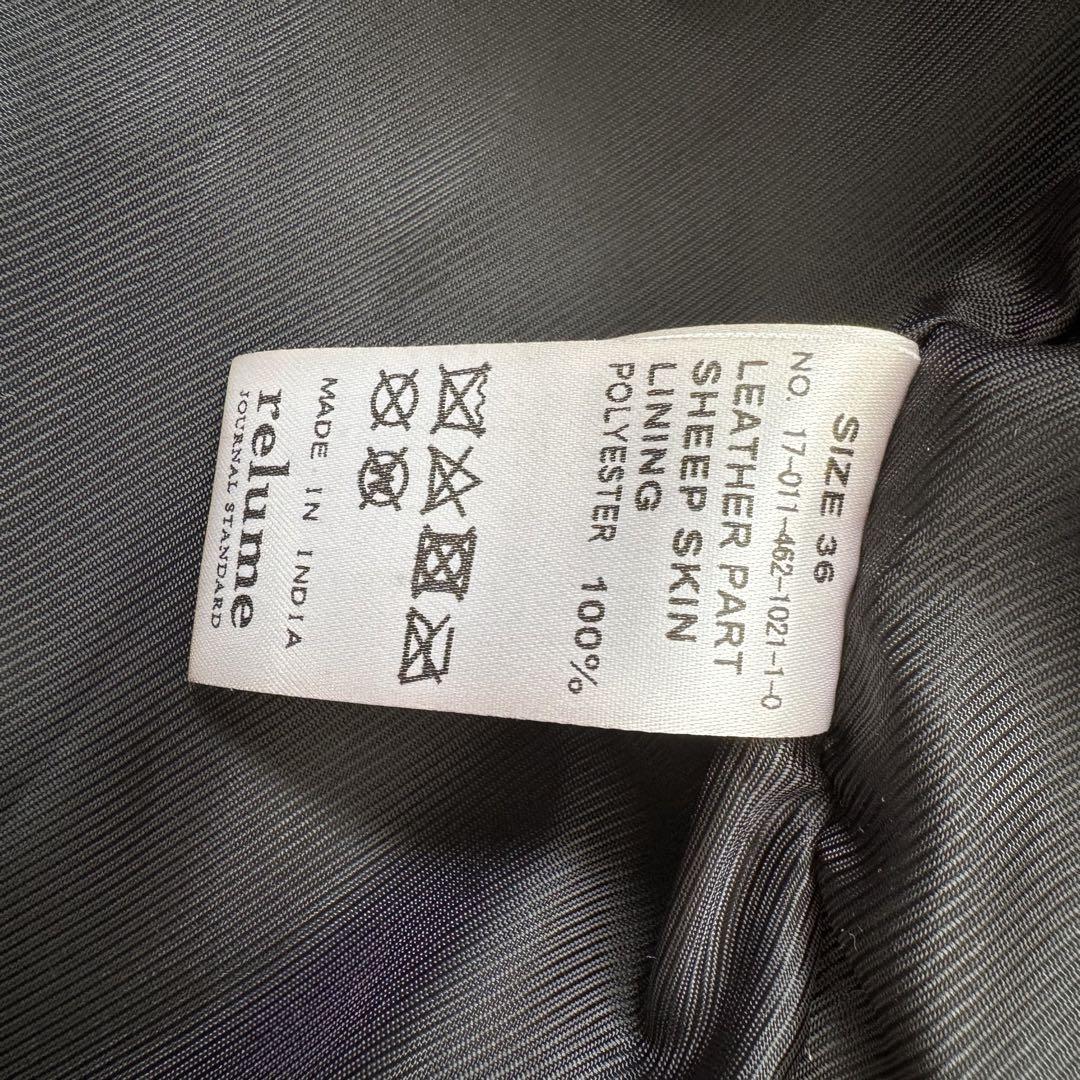 SIZE 36
NO. 17-011-462-1021-1-0
LEATHER PART
SHEEP SKIN
LINING
POLYESTER 100%
MADE IN INDIA
relume
JOURNAL STANDARD